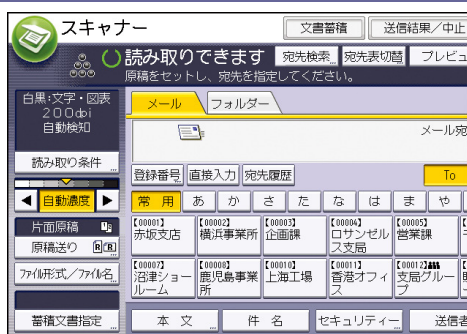 スキャナー
文書蓄積
送信結果/中止
読み取りできます
宛先検索
宛先表切替
プレビュ
原稿をセットし、宛先を指定してください。
白黒:文字・図表
200dpi
自動検知
メール
フォルダー
メール宛
読み取り条件
登録番号
直接入力
宛先履歴
To
自動濃度
常用
あ
か
さ
た
な
は
ま
や
片面原稿
原稿送り
【00001】
赤坂支店
【00002】
横浜事業所
【00003】
企画課
【00004】
ロサンゼル
ス支局
【00005】
営業課
ファイル形式/ファイル名
【00007】
沼津ショー
ルーム
【00008】
鹿児島事業
所
【00010】
上海工場
【00011】
香港オフィ
ス
【00012】
支局グルー
プ
蓄積文書指定
本文
件名
セキュリティー
送信者